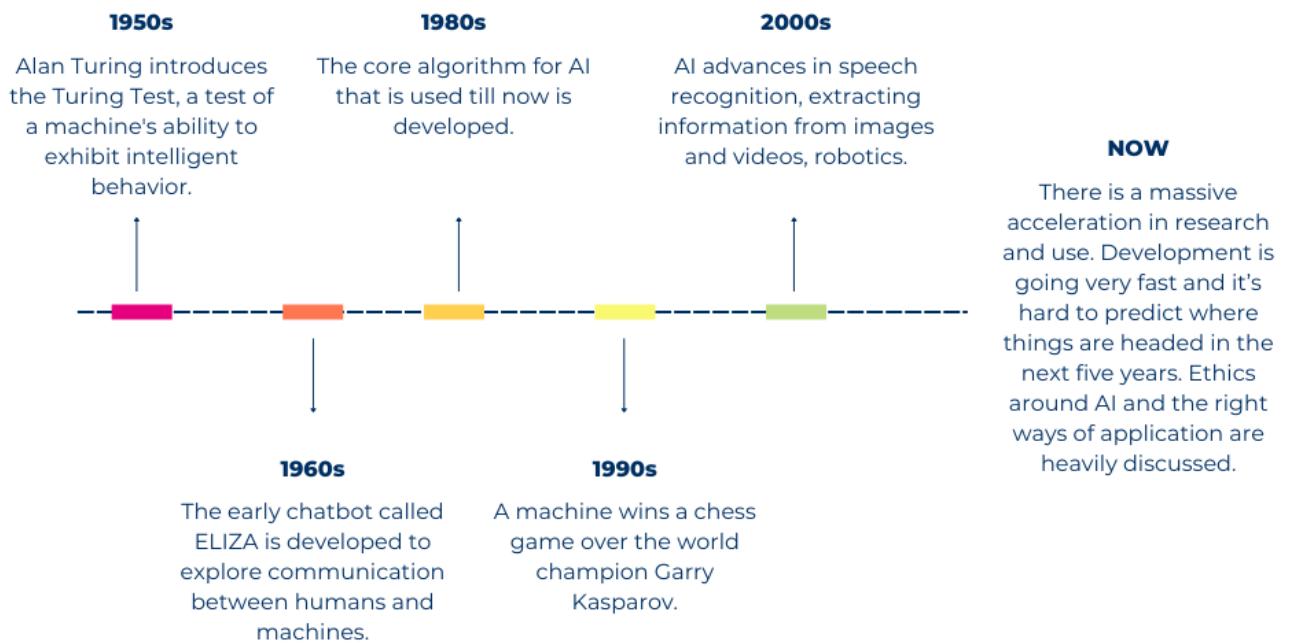 1950s
Alan Turing introduces
the Turing Test, a test of
a machine's ability to
exhibit intelligent
behavior.
1960s
The early chatbot called
ELIZA is developed to
explore communication
between humans and
machines.
1980s
The core algorithm for AI
that is used till now is
developed.
1990s
A machine wins a chess
game over the world
champion Garry
Kasparov.
2000s
AI advances in speech
recognition, extracting
information from images
and videos, robotics.
NOW
There is a massive
acceleration in research
and use. Development is
going very fast and it’s
hard to predict where
things are headed in the
next five years. Ethics
around AI and the right
ways of application are
heavily discussed.